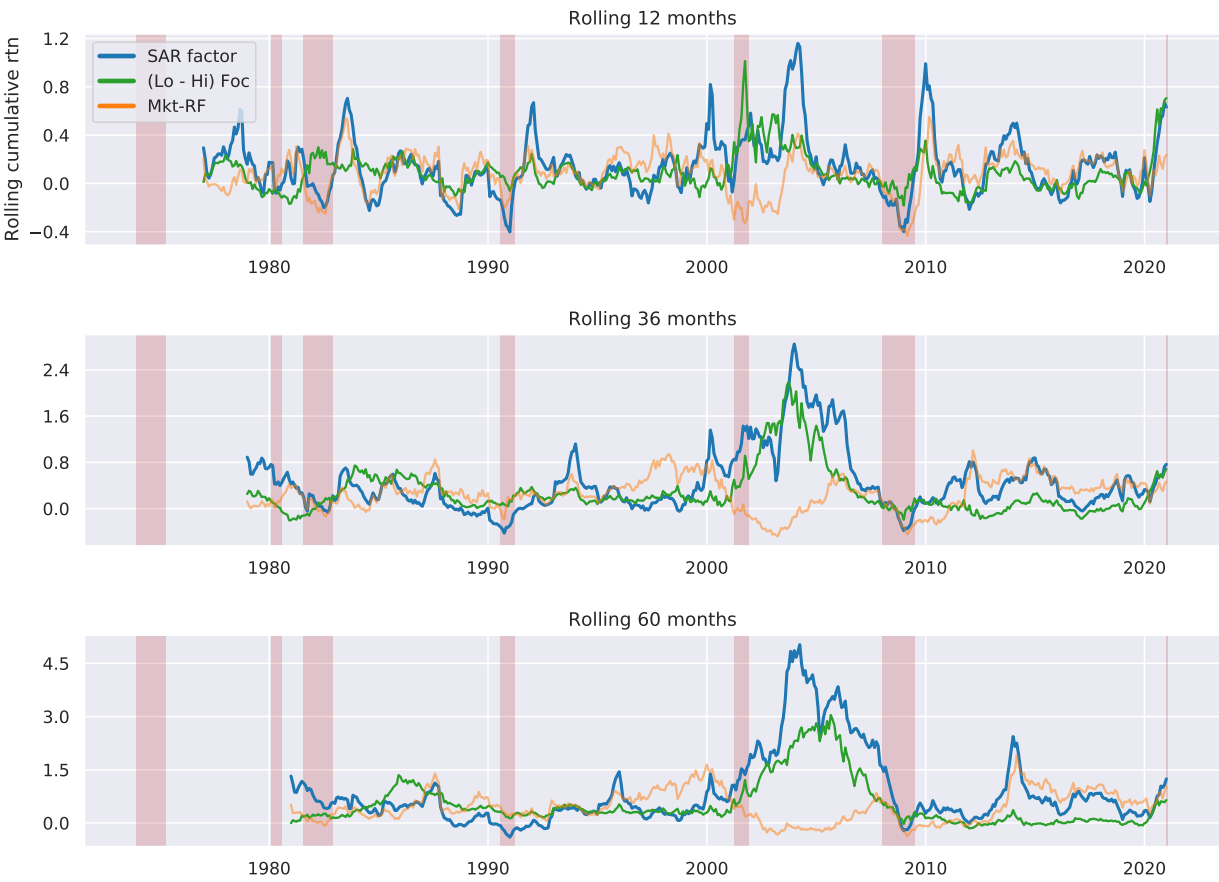 Rolling 12 months
Rolling cumulative rtn
1.2
0.8
0.4
0.0
−0.4
SAR factor
(Lo - Hi) Foc
Mkt-RF
1980 1990 2000 2010 2020
Rolling 36 months
2.4
1.6
0.8
0.0
1980 1990 2000 2010 2020
Rolling 60 months
4.5
3.0
1.5
0.0
1980 1990 2000 2010 2020